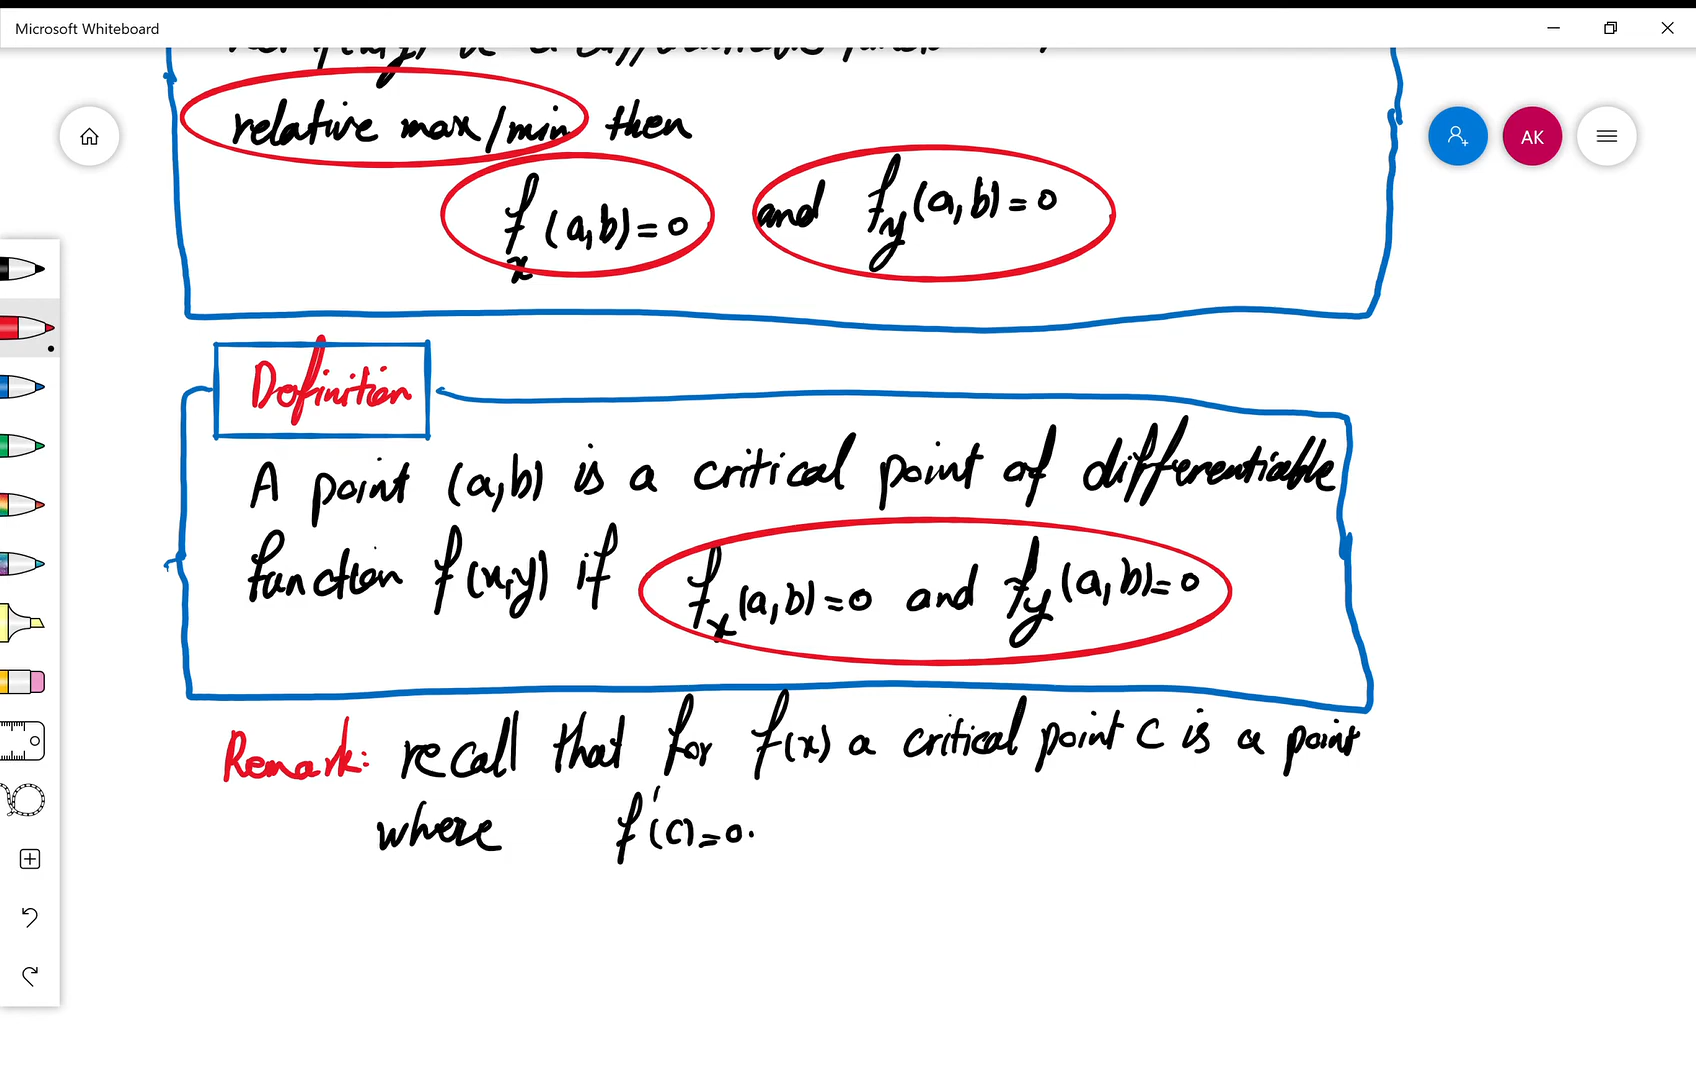 Microsoft Whiteboard
relative max/min then
f_x (a,b)=0 and f_y (a,b)=0
AK
Definition
A point (a,b) is a critical point of differentiable
function f(x,y) if f_x (a,b)=0 and f_y (a,b)=0
Remark: recall that for f(x) a critical point c is a point
where f'(c)=0.